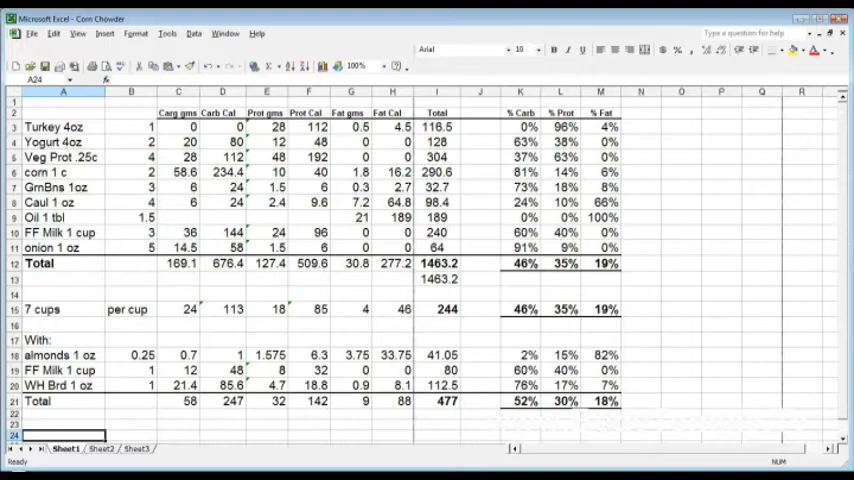 Microsoft Excel - Corn Chowder
File Edit View Insert Format Tools Data Window Help Type a question for help
Arial 10 B I U $ %
100%
A24 fx
A B C D E F G H I J K L M N O P Q R
1
2 Carg gms Carb Cal Prot gms Prot Cal Fat gms Fat Cal Total % Carb % Prot % Fat
3 Turkey 4oz 1 0 0 28 112 0.5 4.5 116.5 0% 96% 4%
4 Yogurt 4oz 2 20 80 12 48 0 0 128 63% 38% 0%
5 Veg Prot .25c 4 28 112 48 192 0 0 304 37% 63% 0%
6 corn 1 c 2 58.6 234.4 10 40 1.8 16.2 290.6 81% 14% 6%
7 GrnBns 1oz 3 6 24 1.5 6 0.3 2.7 32.7 73% 18% 8%
8 Caul 1 oz 4 6 24 2.4 9.6 7.2 64.8 98.4 24% 10% 66%
9 Oil 1 tbl 1.5 21 189 189 0% 0% 100%
10 FF Milk 1 cup 3 36 144 24 96 0 0 240 60% 40% 0%
11 onion 1 oz 5 14.5 58 1.5 6 0 0 64 91% 9% 0%
12 Total 169.1 676.4 127.4 509.6 30.8 277.2 1463.2 46% 35% 19%
13 1463.2
14
15 7 cups per cup 24 113 18 85 4 46 244 46% 35% 19%
16
17 With:
18 almonds 1 oz 0.25 0.7 1 1.575 6.3 3.75 33.75 41.05 2% 15% 82%
19 FF Milk 1 cup 1 12 48 8 32 0 0 80 60% 40% 0%
20 WH Brd 1 oz 1 21.4 85.6 4.7 18.8 0.9 8.1 112.5 76% 17% 7%
21 Total 58 247 32 142 9 88 477 52% 30% 18%
22
23
24
Sheet1 Sheet2 Sheet3
Ready NUM